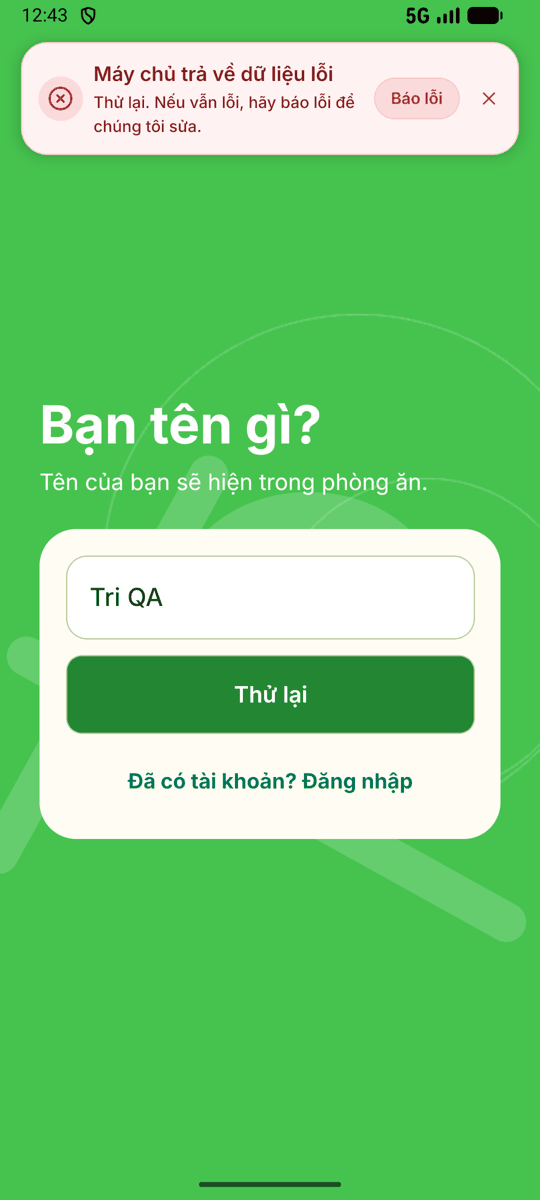 12:43
5G
Máy chủ trả về dữ liệu lỗi
Thử lại. Nếu vẫn lỗi, hãy báo lỗi để
chúng tôi sửa.
Báo lỗi
Bạn tên gì?
Tên của bạn sẽ hiện trong phòng ăn.
Tri QA
Thử lại
Đã có tài khoản? Đăng nhập